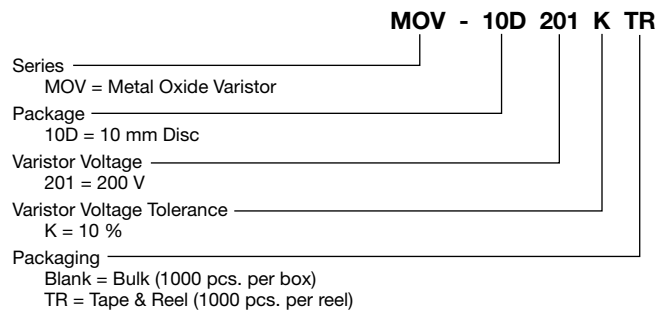 MOV - 10D 201 K TR
Series
MOV = Metal Oxide Varistor
Package
10D = 10 mm Disc
Varistor Voltage
201 = 200 V
Varistor Voltage Tolerance
K = 10 %
Packaging
Blank = Bulk (1000 pcs. per box)
TR = Tape & Reel (1000 pcs. per reel)